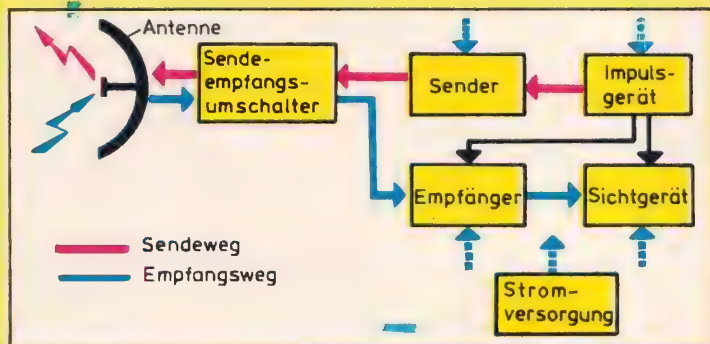 Antenne
Sende-
empfangs-
umschalter
Sender
Impuls-
gerät
Empfänger
Sichtgerät
Sendeweg
Empfangsweg
Strom-
versorgung